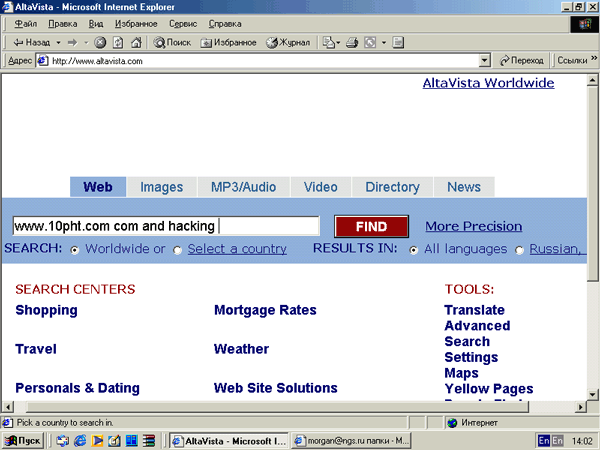 AltaVista - Microsoft Internet Explorer
Файл Правка Вид Избранное Сервис Справка
Назад Поиск Избранное Журнал
Адрес http://www.altavista.com Переход Ссылки »
AltaVista Worldwide
Web Images MP3/Audio Video Directory News
www.10pht.com com and hacking FIND More Precision
SEARCH: Worldwide or Select a country RESULTS IN: All languages Russian,
SEARCH CENTERS TOOLS:
Shopping Mortgage Rates Translate
Advanced
Travel Weather Search
Settings
Maps
Personals & Dating Web Site Solutions Yellow Pages
Pick a country to search in. Интернет
Пуск AltaVista - Microsoft I... morgan@ngs.ru папки - M... En En 14:02